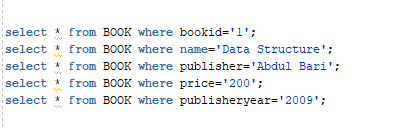 select * from BOOK where bookid='1';
select * from BOOK where name='Data Structure';
select * from BOOK where publisher='Abdul Bari';
select * from BOOK where price='200';
select * from BOOK where publisheryear='2009';